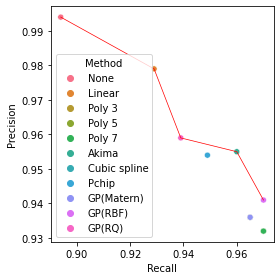 0.99
0.98
0.97
0.96
0.95
0.94
0.93
Precision
Method
None
Linear
Poly 3
Poly 5
Poly 7
Akima
Cubic spline
Pchip
GP(Matern)
GP(RBF)
GP(RQ)
0.90
0.92
0.94
0.96
Recall